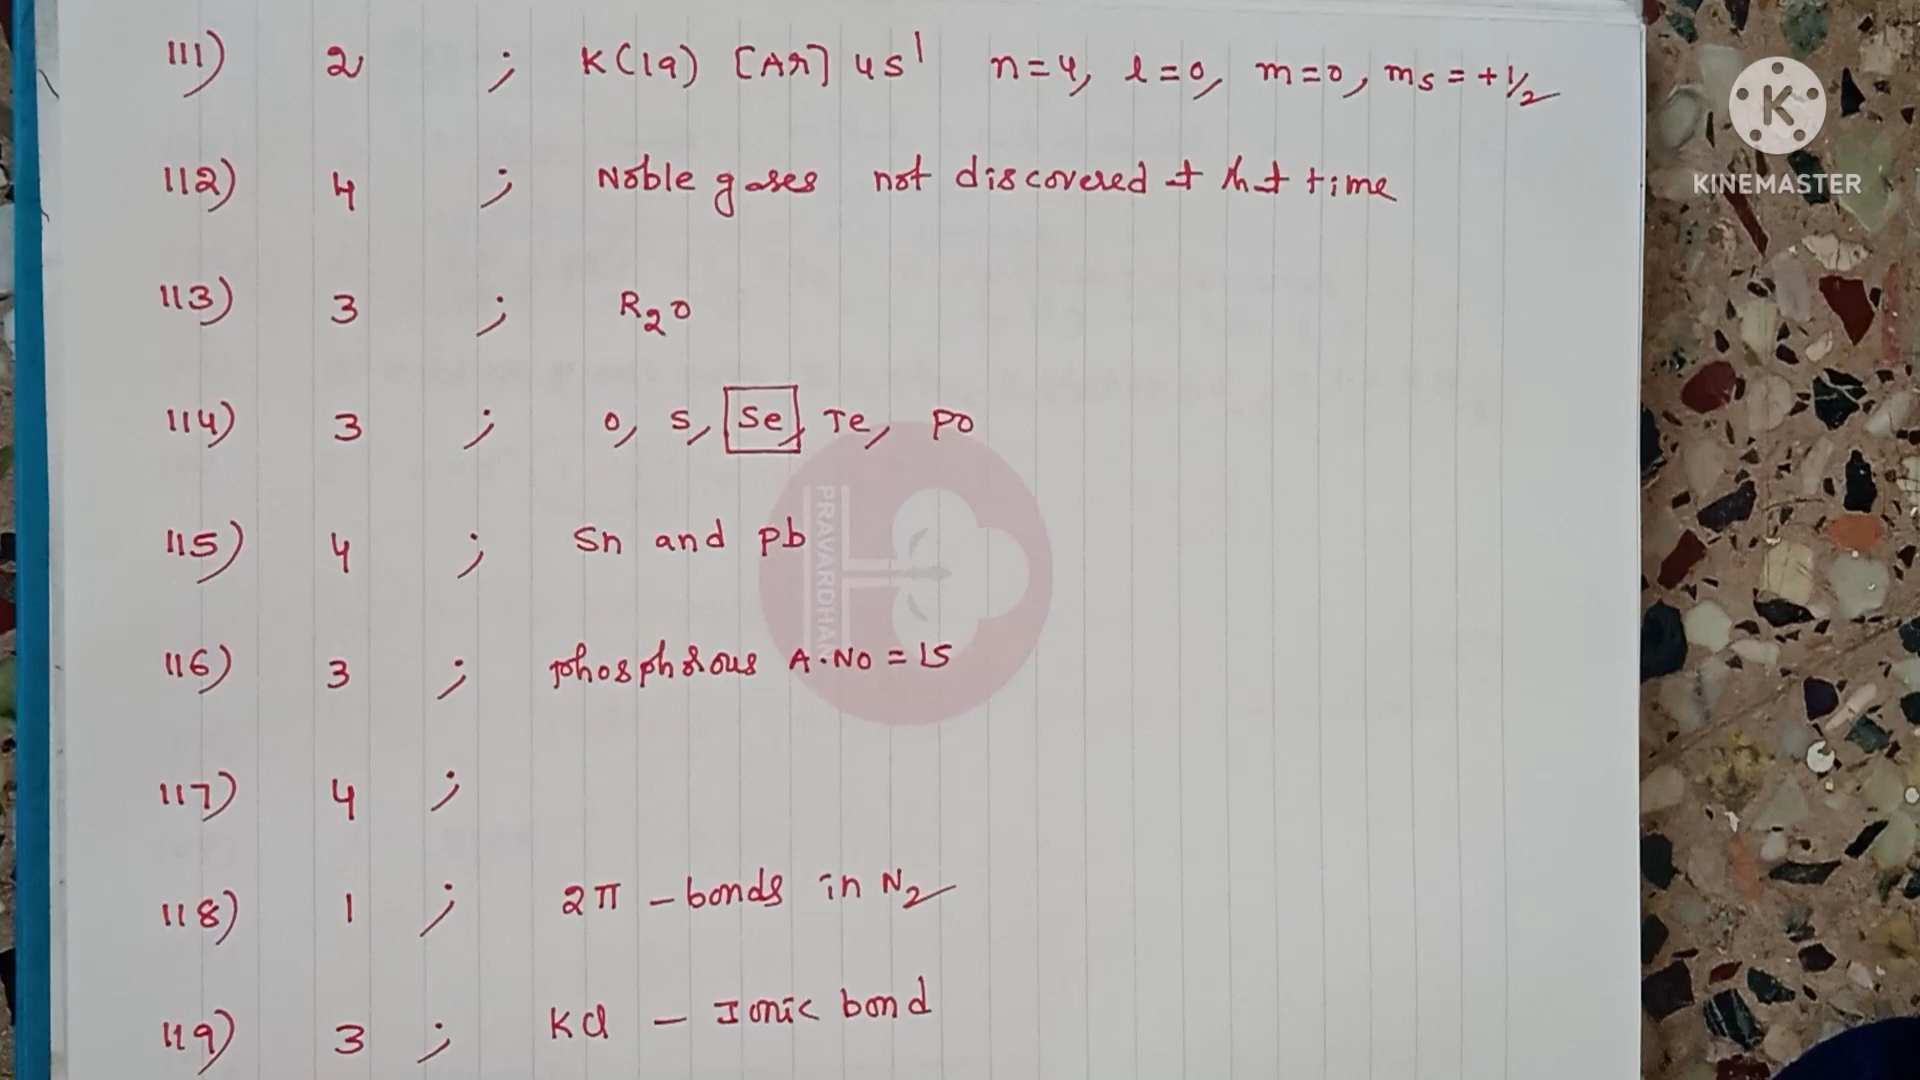 111) 2 ; K(19) [Ar] 4s¹ n=4, l=0, m=0, ms = +1/2
KINEMASTER
112) 4 ; Noble gases not discovered at that time
113) 3 ; R₂O
114) 3 ; O, S, Se, Te, Po
115) 4 ; Sn and Pb
PRAVARDHAN
116) 3 ; phosphrous A.No = 15
117) 4 ;
118) 1 ; 2π – bonds in N₂
119) 3 ; KCl – Ionic bond